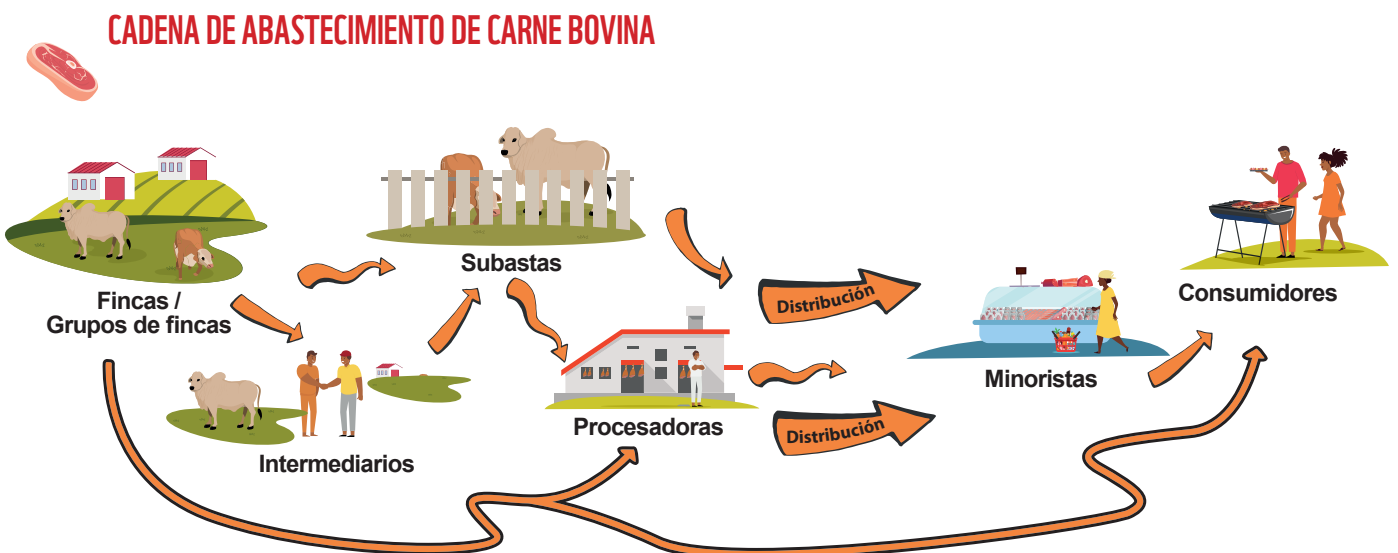 CADENA DE ABASTECIMIENTO DE CARNE BOVINA
Subastas
Fincas /
Grupos de fincas
Distribución
Consumidores
Minoristas
Procesadoras
Distribución
Intermediarios